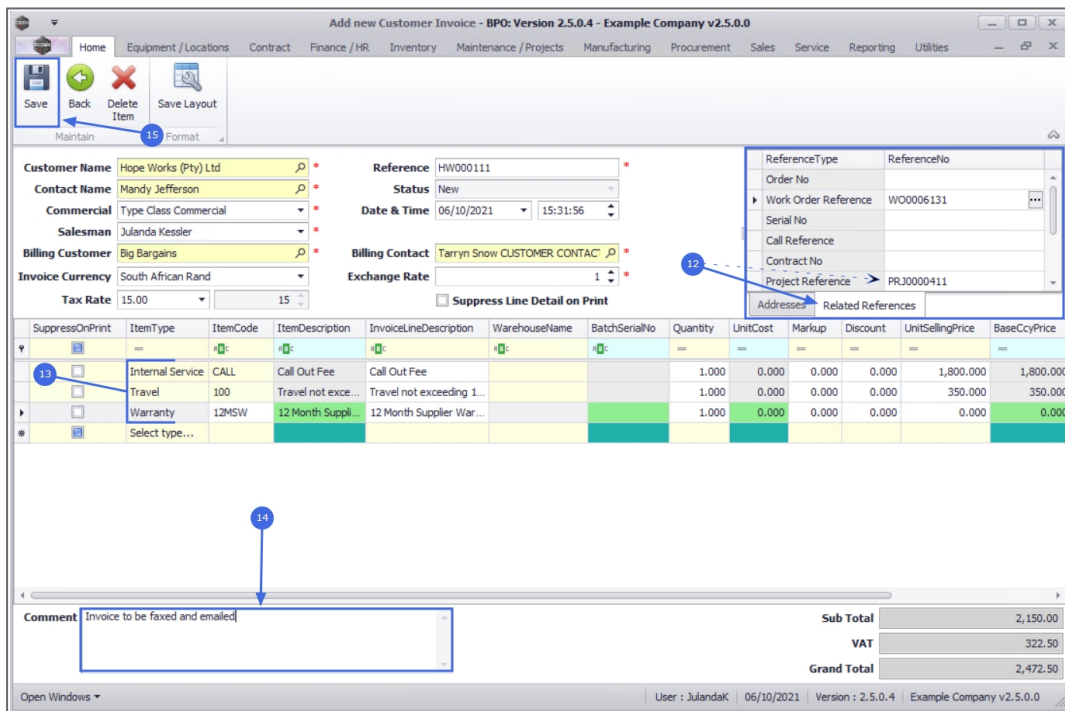 Add new Customer Invoice - BPO: Version 2.5.0.4 - Example Company v2.5.0.0
Home Equipment / Locations Contract Finance / HR Inventory Maintenance / Projects Manufacturing Procurement Sales Service Reporting Utilities
Save Back Delete Item Save Layout
Maintain 15 Format
Customer Name Hope Works (Pty) Ltd * Reference HW000111 *
Contact Name Mandy Jefferson * Status New
Commercial Type Class Commercial * Date & Time 06/10/2021 15:31:56
Salesman Julanda Kessler *
Billing Customer Big Bargains * Billing Contact Tarryn Snow CUSTOMER CONTACT *
Invoice Currency South African Rand Exchange Rate 1 *
Tax Rate 15.00 15 Suppress Line Detail on Print
ReferenceType ReferenceNo
Order No
Work Order Reference WO0006131 ...
Serial No
Call Reference
Contract No
12
Project Reference PRJ0000411
Addresses Related References
SuppressOnPrint ItemType ItemCode ItemDescription InvoiceLineDescription WarehouseName BatchSerialNo Quantity UnitCost Markup Discount UnitSellingPrice BaseCcyPrice
= = = = = = =
13 Internal Service CALL Call Out Fee Call Out Fee 1.000 0.000 0.000 0.000 1,800.000 1,800.000
Travel 100 Travel not exce... Travel not exceeding 1... 1.000 0.000 0.000 0.000 350.000 350.000
Warranty 12MSW 12 Month Suppli... 12 Month Supplier War... 1.000 0.000 0.000 0.000 0.000 0.000
Select type...
14
Comment Invoice to be faxed and emailed
Sub Total 2,150.00
VAT 322.50
Grand Total 2,472.50
Open Windows User : JulandaK 06/10/2021 Version : 2.5.0.4 Example Company v2.5.0.0